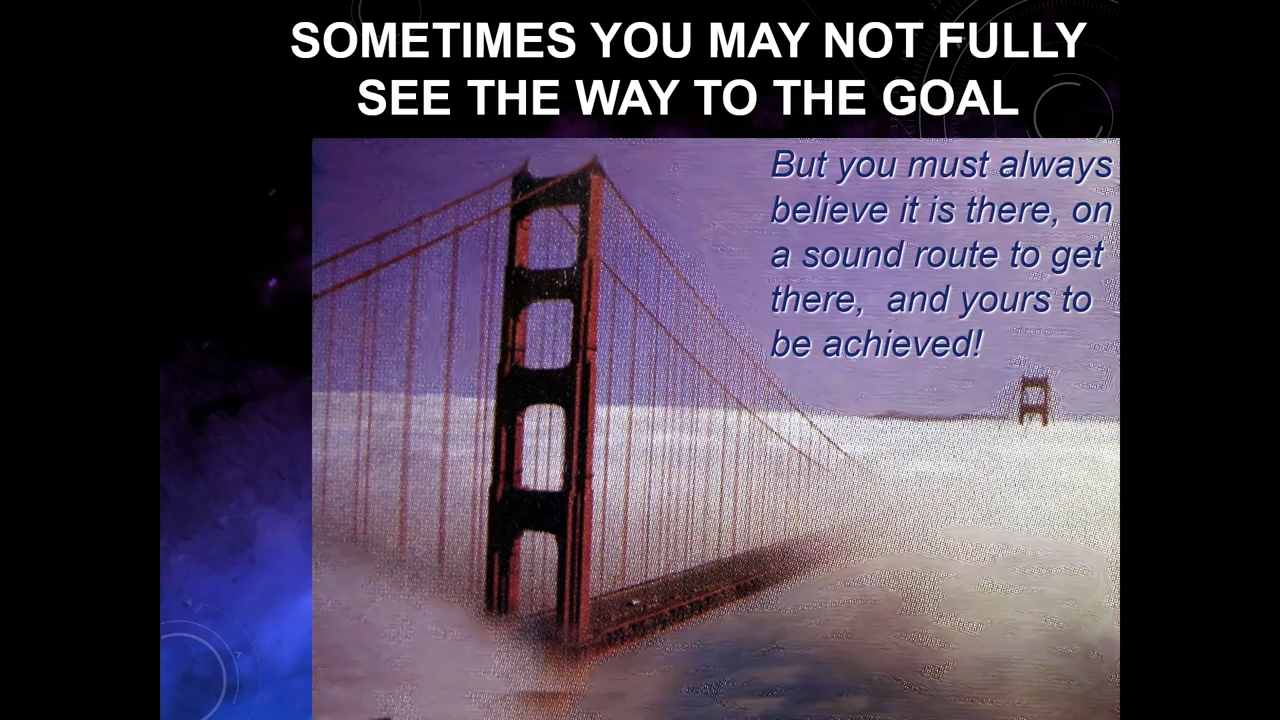 SOMETIMES YOU MAY NOT FULLY
SEE THE WAY TO THE GOAL
But you must always
believe it is there, on
a sound route to get
there,  and yours to
be achieved!